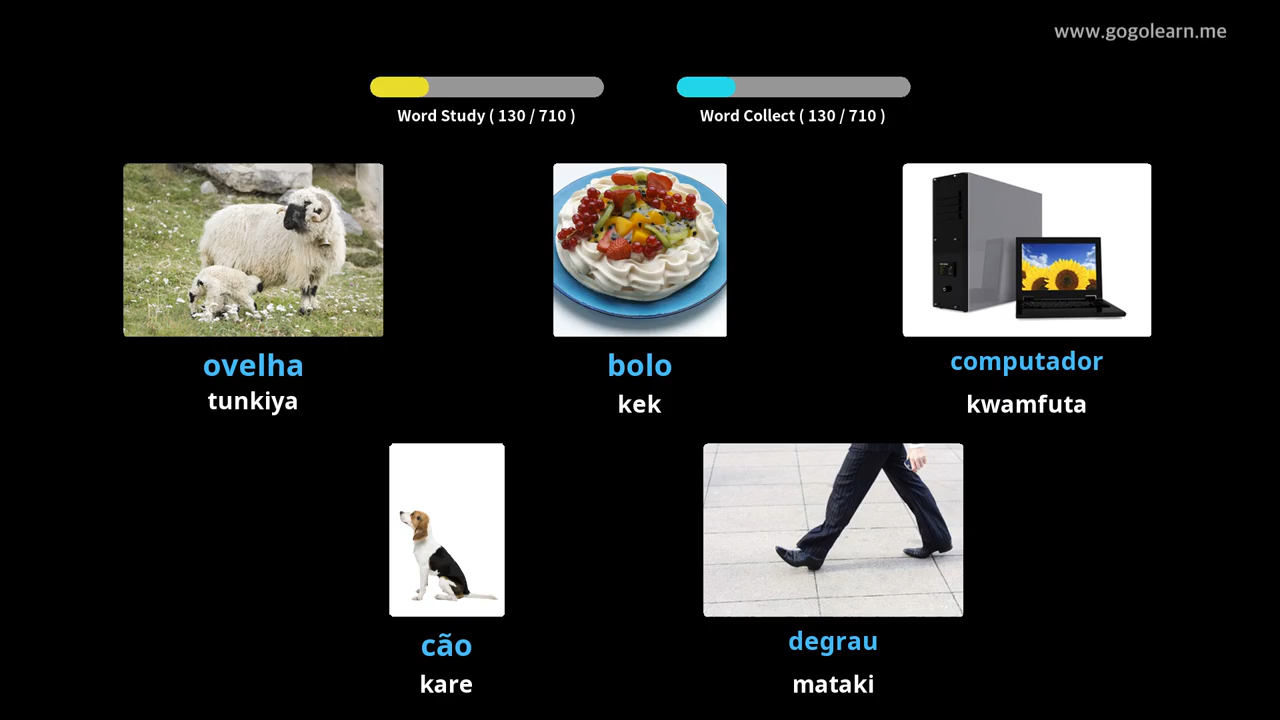 www.gogolearn.me
Word Study ( 130 / 710 )
Word Collect ( 130 / 710 )
ovelha
tunkiya
bolo
kek
computador
kwamfuta
cão
kare
degrau
mataki